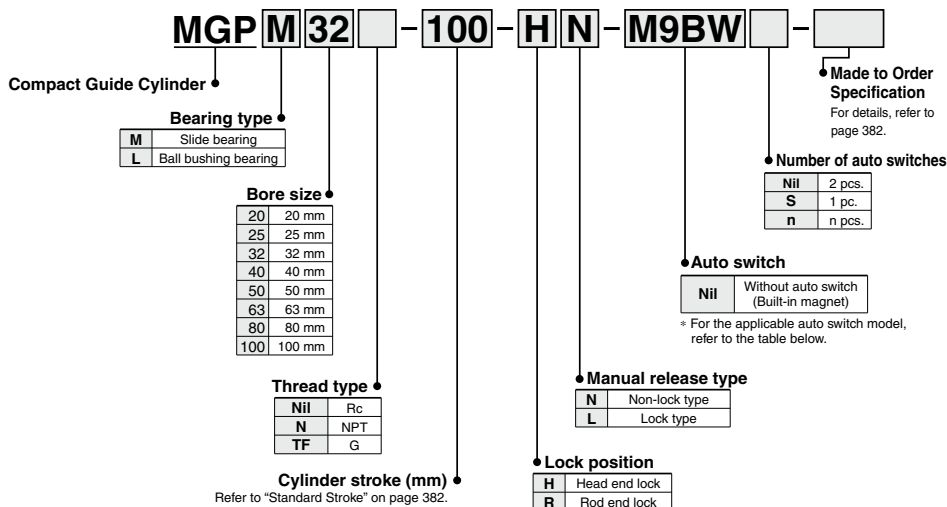 MGP M 32 – 100 – H N – M9BW –
Compact Guide Cylinder
Bearing type
M Slide bearing
L Ball bushing bearing
Bore size
20 20 mm
25 25 mm
32 32 mm
40 40 mm
50 50 mm
63 63 mm
80 80 mm
100 100 mm
Thread type
Nil Rc
N NPT
TF G
Cylinder stroke (mm)
Refer to “Standard Stroke” on page 382.
Lock position
H Head end lock
R Rod end lock
Manual release type
N Non-lock type
L Lock type
Auto switch
Nil Without auto switch
(Built-in magnet)
∗ For the applicable auto switch model,
refer to the table below.
Number of auto switches
Nil 2 pcs.
S 1 pc.
n n pcs.
Made to Order
Specification
For details, refer to
page 382.